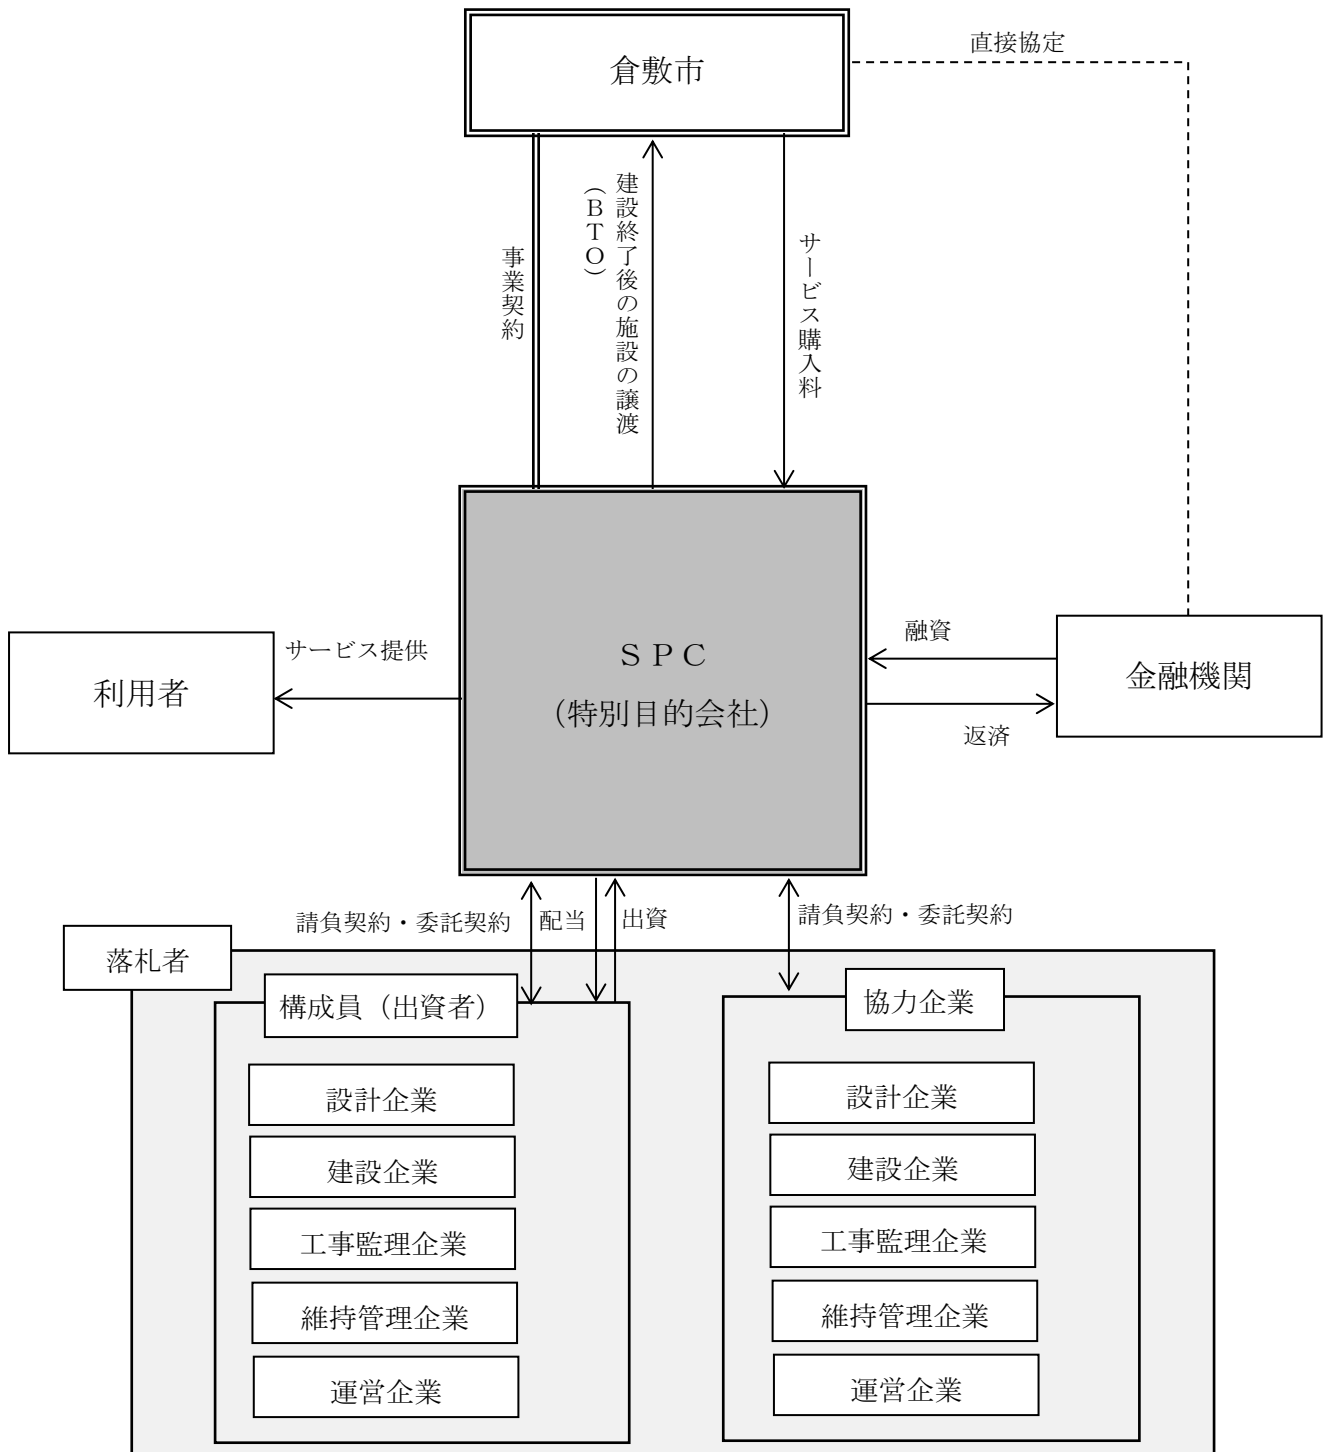 倉敷市
直接協定
事業契約
建設終了後の施設の譲渡
（ＢＴＯ）
サービス購入料
利用者
サービス提供
ＳＰＣ
（特別目的会社）
融資
返済
金融機関
請負契約・委託契約
配当
出資
請負契約・委託契約
落札者
構成員（出資者）
設計企業
建設企業
工事監理企業
維持管理企業
運営企業
協力企業
設計企業
建設企業
工事監理企業
維持管理企業
運営企業